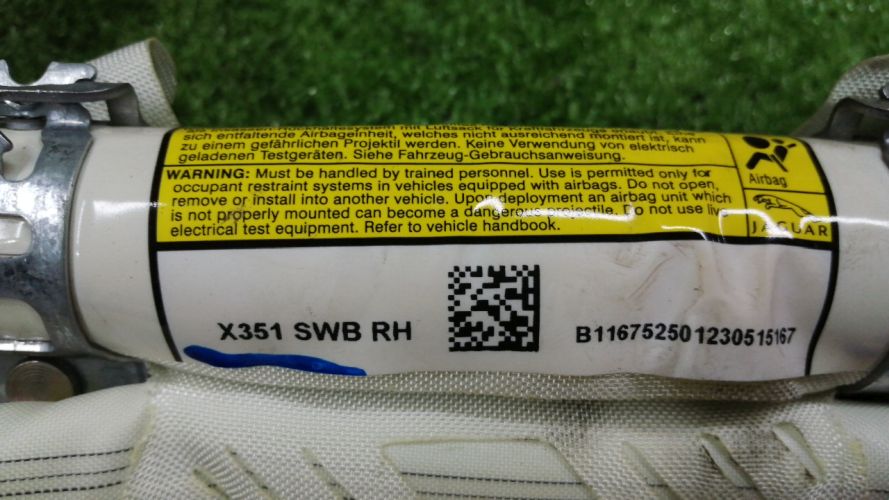 sich entfaltende Airbageinheit, welches nicht ausreichend montiert ist, kann
zu einem gefährlichen Projektil werden. Keine Verwendung von elektrisch
geladenen Testgeräten. Siehe Fahrzeug-Gebrauchsanweisung.
WARNING: Must be handled by trained personnel. Use is permitted only for
occupant restraint systems in vehicles equipped with airbags. Do not open,
remove or install into another vehicle. Upon deployment an airbag unit which
is not properly mounted can become a dangerous projectile. Do not use live
electrical test equipment. Refer to vehicle handbook.
Airbag
JAGUAR
X351 SWB RH
B116752501230515167